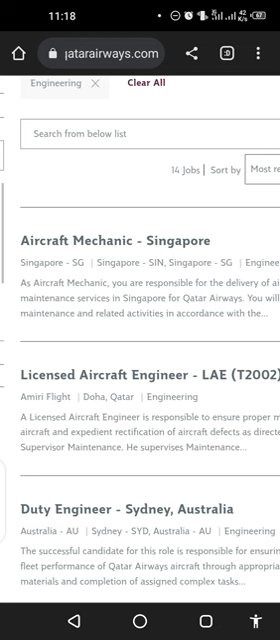 11:18
42
K/s
67
ʼatarairways.com
:D
Engineering
Clear All
Search from below list
14 Jobs | Sort by
Most re
Aircraft Mechanic - Singapore
Singapore - SG | Singapore - SIN, Singapore - SG | Enginee
As Aircraft Mechanic, you are responsible for the delivery of ai
maintenance services in Singapore for Qatar Airways. You will
maintenance and related activities in accordance with the...
Licensed Aircraft Engineer - LAE (T2002)
Amiri Flight | Doha, Qatar | Engineering
A Licensed Aircraft Engineer is responsible to ensure proper m
aircraft and expedient rectification of aircraft defects as directe
Supervisor Maintenance. He supervises Maintenance...
Duty Engineer - Sydney, Australia
Australia - AU | Sydney - SYD, Australia - AU | Engineering
The successful candidate for this role is responsible for ensurin
fleet performance of Qatar Airways aircraft through appropria
materials and completion of assigned complex tasks...